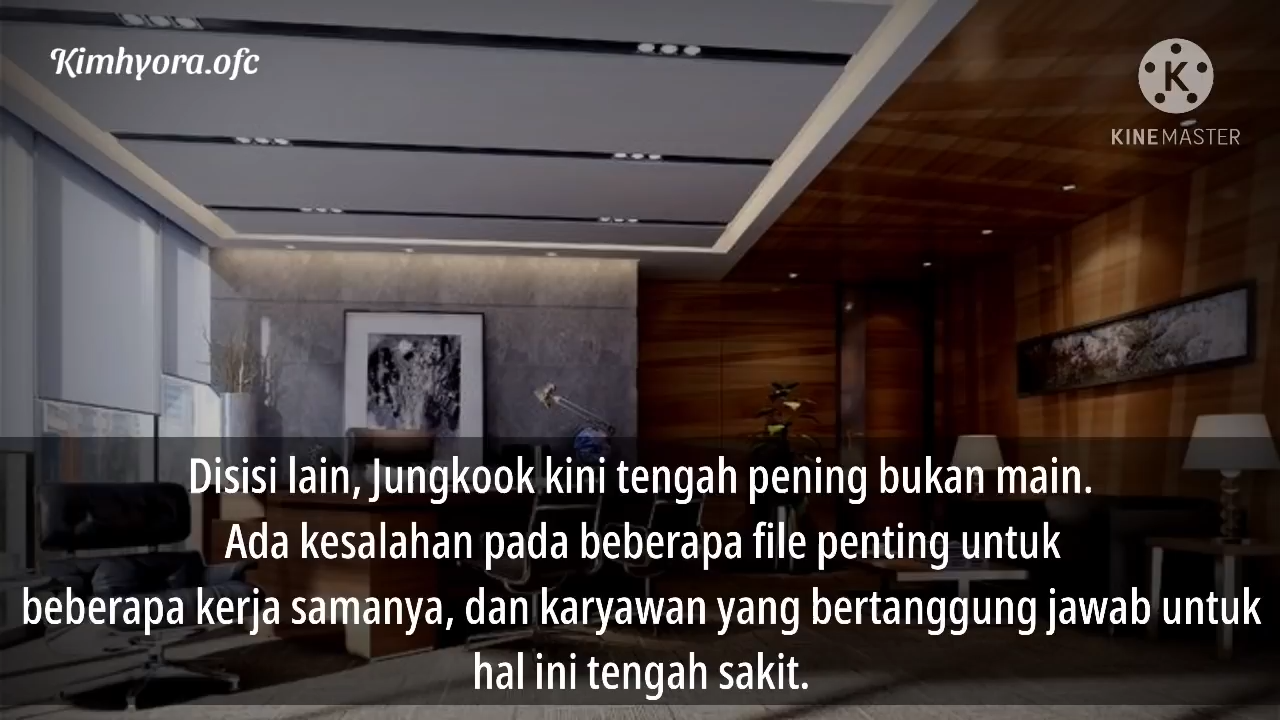 Kimhyora.ofc
K
KINEMASTER
Disisi lain, Jungkook kini tengah pening bukan main.
Ada kesalahan pada beberapa file penting untuk
beberapa kerja samanya, dan karyawan yang bertanggung jawab untuk
hal ini tengah sakit.